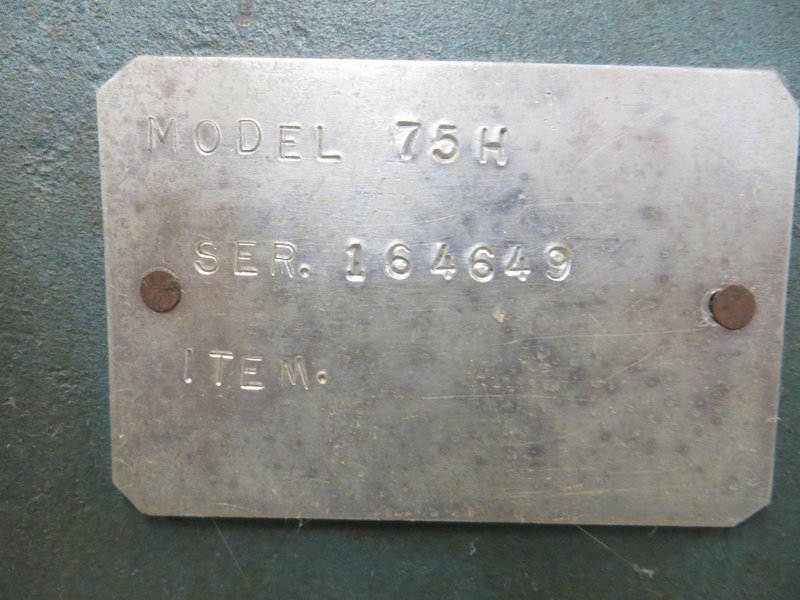 MODEL 75H
SER. 164649
ITEM.